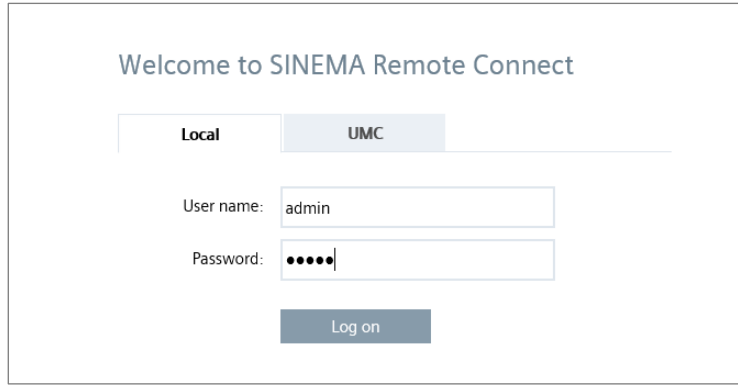 Welcome to SINEMA Remote Connect
Local UMC
User name: admin
Password: •••••
Log on